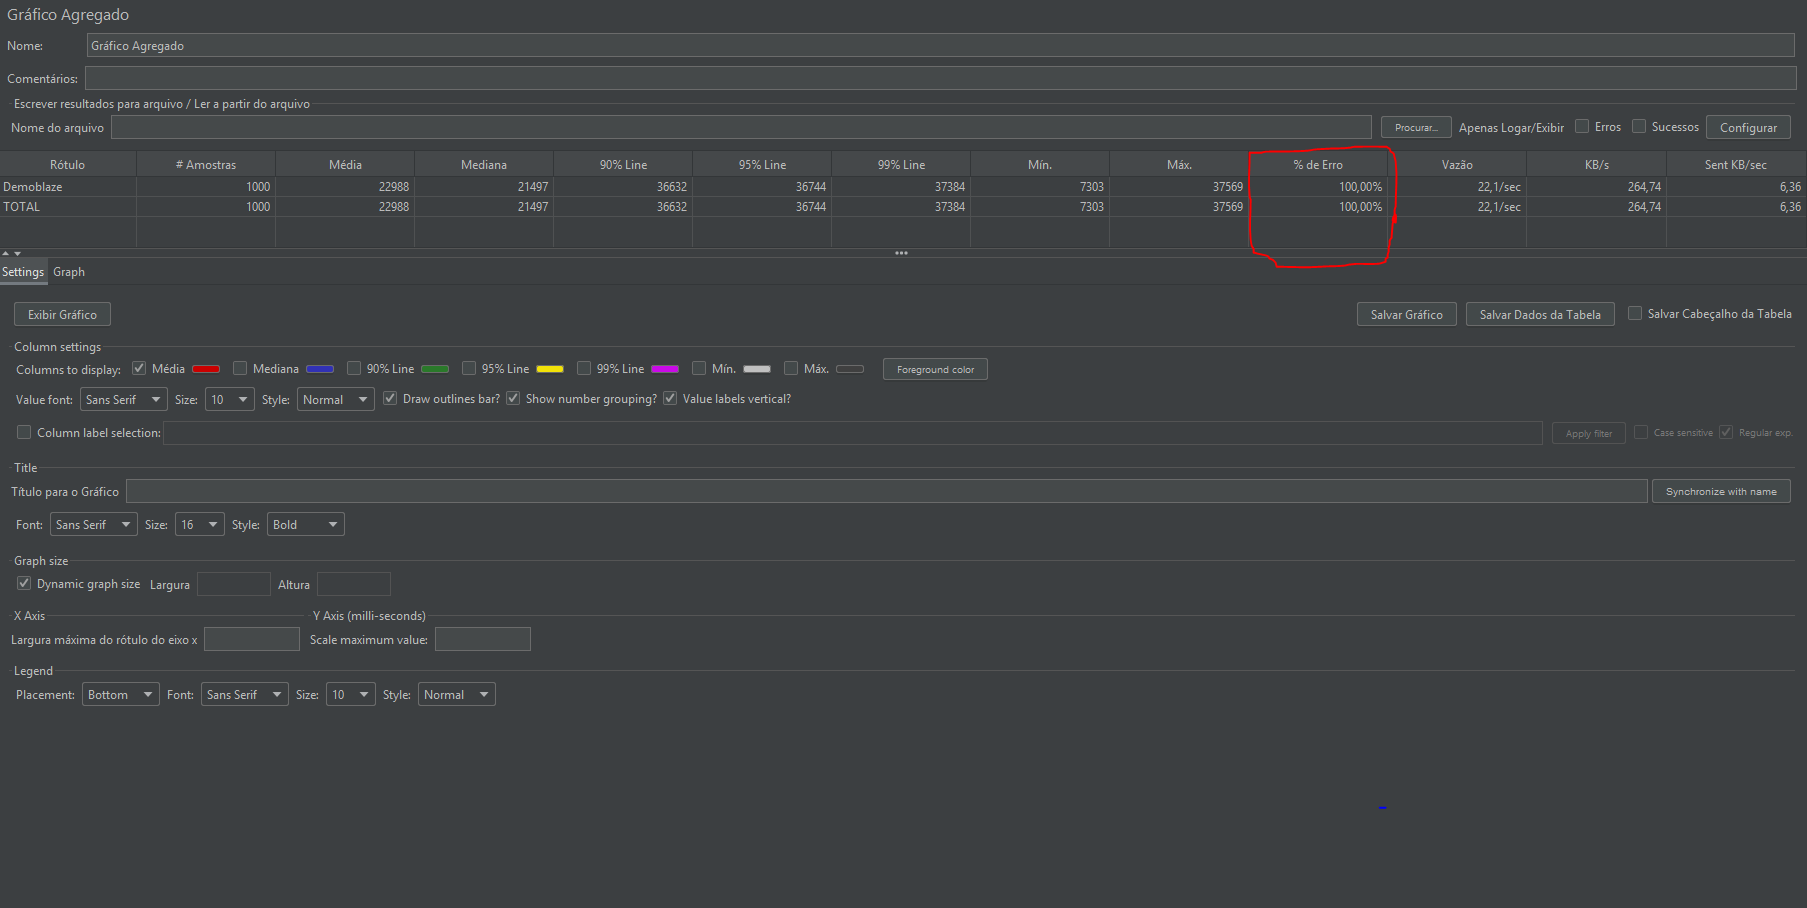 Gráfico Agregado
Nome: Gráfico Agregado
Comentários:
Escrever resultados para arquivo / Ler a partir do arquivo
Nome do arquivo Procurar... Apenas Logar/Exibir Erros Sucessos Configurar
Rótulo # Amostras Média Mediana 90% Line 95% Line 99% Line Mín. Máx. % de Erro Vazão KB/s Sent KB/sec
Demoblaze 1000 22988 21497 36632 36744 37384 7303 37569 100,00% 22,1/sec 264,74 6,36
TOTAL 1000 22988 21497 36632 36744 37384 7303 37569 100,00% 22,1/sec 264,74 6,36
Settings Graph
Exibir Gráfico Salvar Gráfico Salvar Dados da Tabela Salvar Cabeçalho da Tabela
Column settings
Columns to display: Média Mediana 90% Line 95% Line 99% Line Mín. Máx. Foreground color
Value font: Sans Serif Size: 10 Style: Normal Draw outlines bar? Show number grouping? Value labels vertical?
Column label selection: Apply filter Case sensitive Regular exp.
Title
Título para o Gráfico Synchronize with name
Font: Sans Serif Size: 16 Style: Bold
Graph size
Dynamic graph size Largura Altura
X Axis Y Axis (milli-seconds)
Largura máxima do rótulo do eixo x Scale maximum value:
Legend
Placement: Bottom Font: Sans Serif Size: 10 Style: Normal